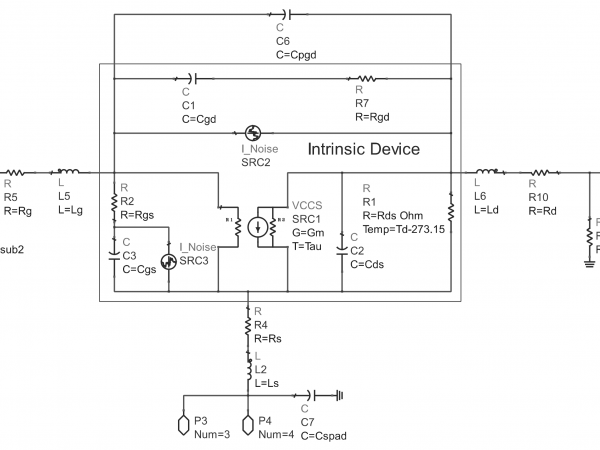 C
C6
C=Cpgd
C
C1
C=Cgd
R
R7
R=Rgd
I_Noise
SRC2
Intrinsic Device
R
R5
R=Rg
L
L5
L=Lg
R
R2
R=Rgs
R1
R2
VCCS
SRC1
G=Gm
T=Tau
R
R1
R=Rds Ohm
Temp=Td-273.15
L
L6
L=Ld
R
R10
R=Rd
sub2
C
C3
C=Cgs
I_Noise
SRC3
C
C2
C=Cds
R
R4
R=Rs
L
L2
L=Ls
P3
Num=3
P4
Num=4
C
C7
C=Cspad